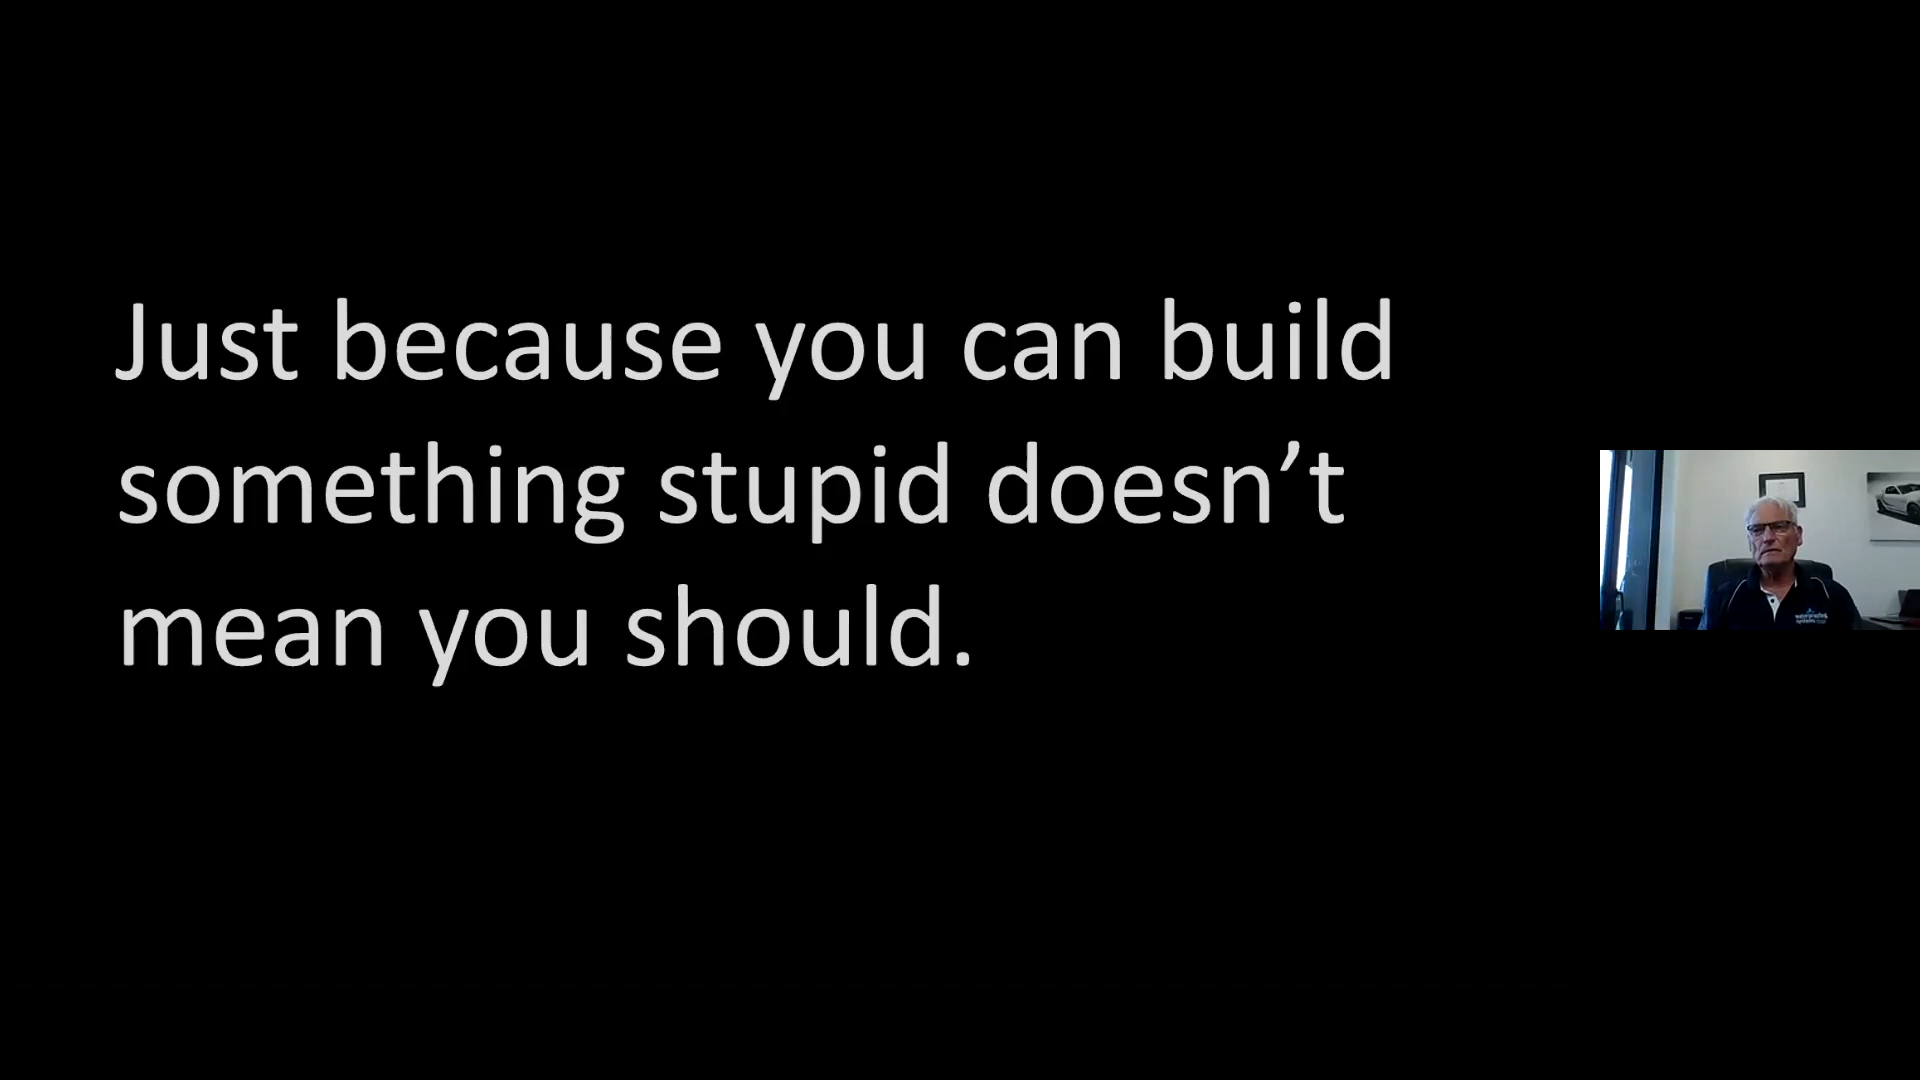 Just because you can build
something stupid doesn’t
mean you should.